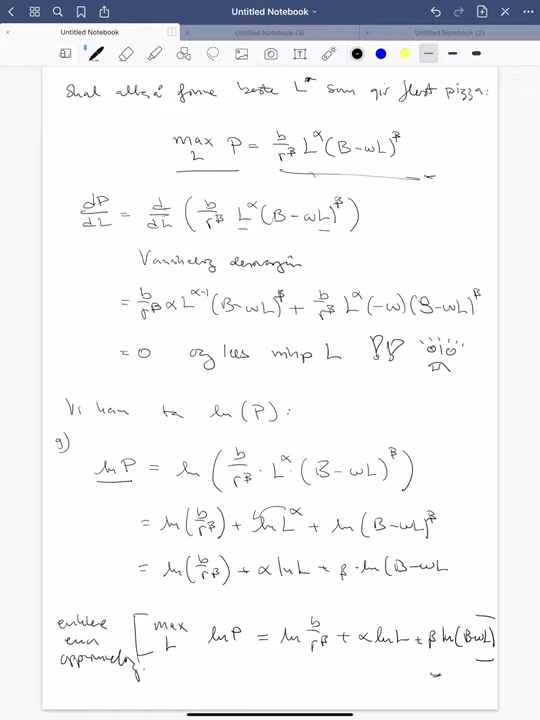 Untitled Notebook
Untitled Notebook
Untitled Notebook (3)
Untitled Notebook (2)
Skal altså finne beste L* som gir flest pizza:
max P = b/r^β L^α (B - wL)^β
L
dP/dL = d/dL ( b/r^β L^α (B - wL)^β )
Vanskelig
= b/r^β α L^(α-1) (B - wL)^β + b/r^β L^α (-w) (B - wL)^β
= 0 og løs mhp L !!
Vi kan ta ln(P):
g)
ln P = ln ( b/r^β · L^α · (B - wL)^β )
= ln(b/r^β) + ln L^α + ln (B - wL)^β
= ln(b/r^β) + α ln L + β · ln(B - wL
enklere
enn
[ max ln P = ln b/r^β + α ln L + β ln(B-wL) ]
L